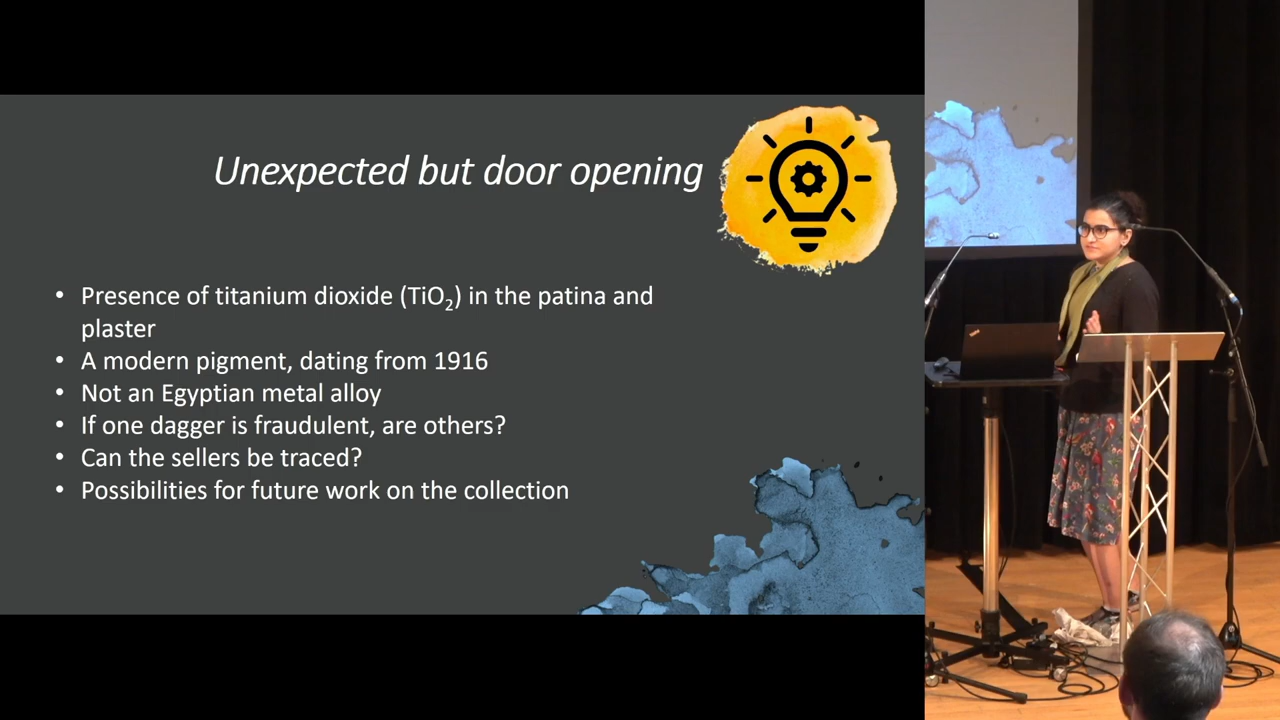 Unexpected but door opening
• Presence of titanium dioxide (TiO₂) in the patina and
plaster
• A modern pigment, dating from 1916
• Not an Egyptian metal alloy
• If one dagger is fraudulent, are others?
• Can the sellers be traced?
• Possibilities for future work on the collection